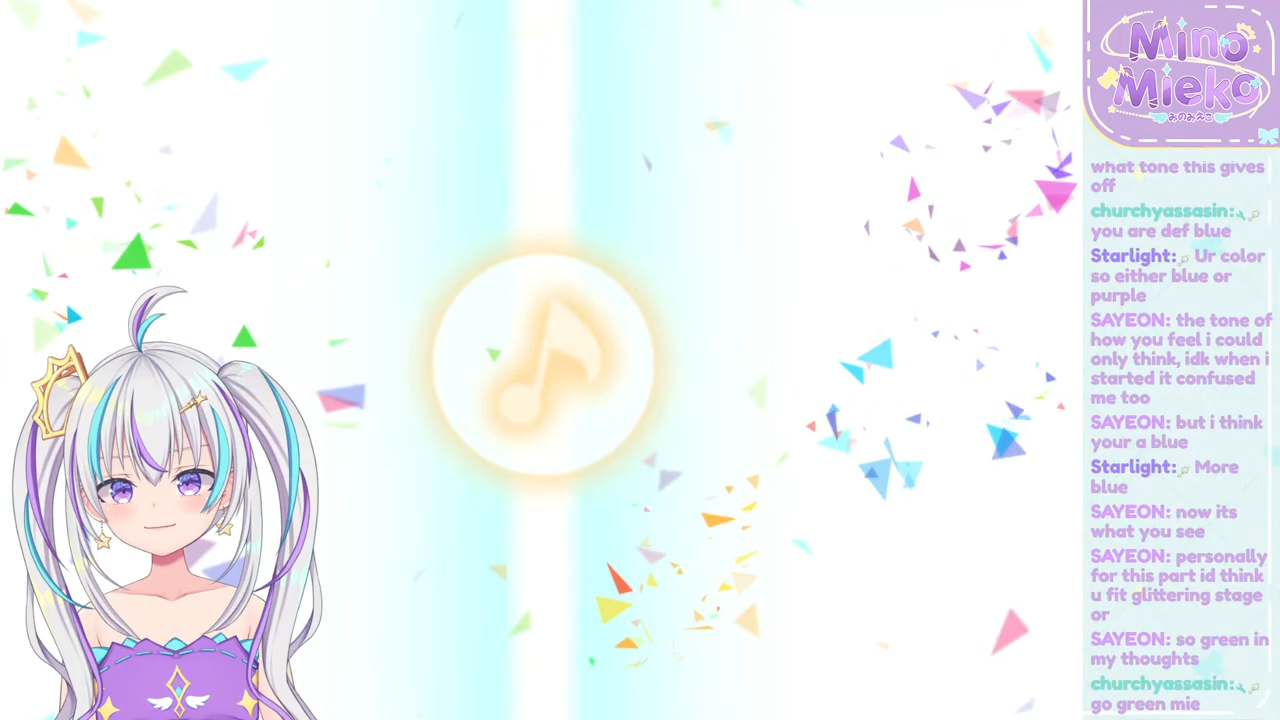 Mino
Mieko
みのみえこ
what tone this gives
off
churchyassasin:
you are def blue
Starlight: Ur color
so either blue or
purple
SAYEON: the tone of
how you feel i could
only think, idk when i
started it confused
me too
SAYEON: but i think
your a blue
Starlight: More
blue
SAYEON: now its
what you see
SAYEON: personally
for this part id think
u fit glittering stage
or
SAYEON: so green in
my thoughts
churchyassasin:
go green mie